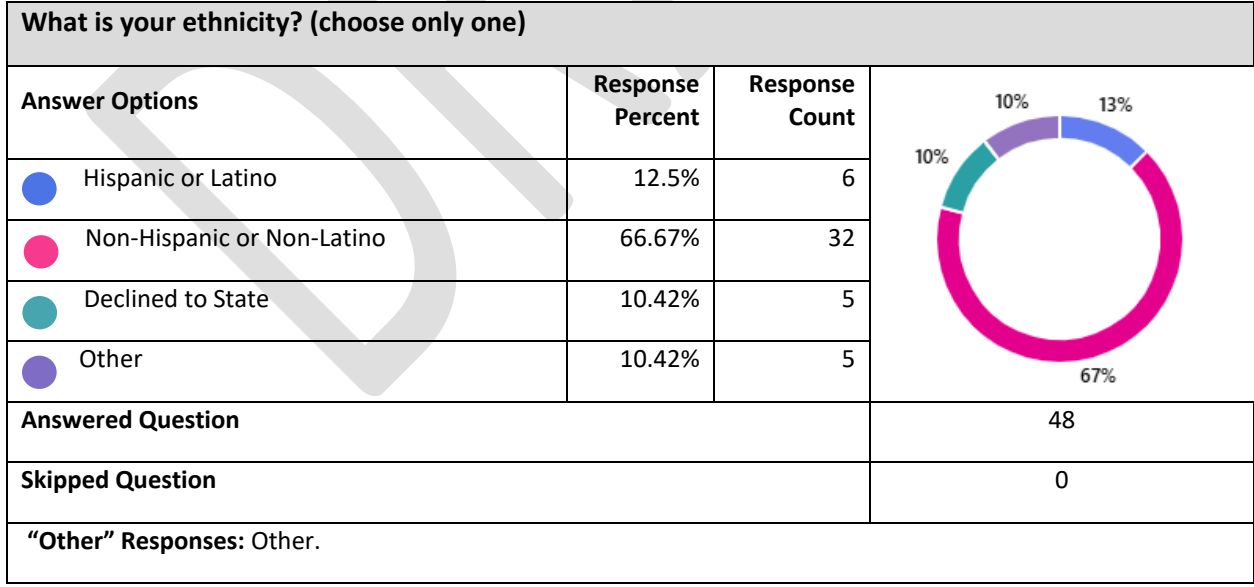 What is your ethnicity? (choose only one)
Answer Options Response Percent Response Count
Hispanic or Latino 12.5% 6
Non-Hispanic or Non-Latino 66.67% 32
Declined to State 10.42% 5
Other 10.42% 5
10% 13%
10%
67%
Answered Question 48
Skipped Question 0
“Other” Responses: Other.